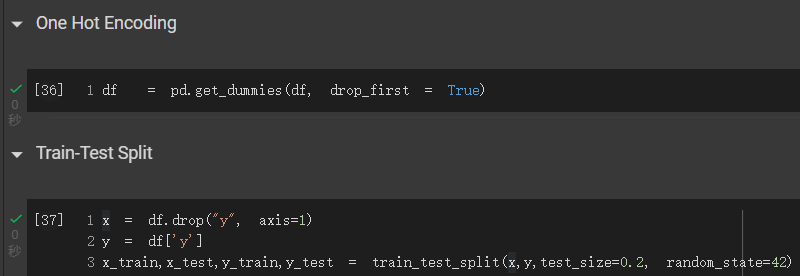 One Hot Encoding
[36] 1 df = pd.get_dummies(df, drop_first = True)
0
秒
Train-Test Split
[37] 1 x = df.drop("y", axis=1)
0
秒
2 y = df['y']
3 x_train,x_test,y_train,y_test = train_test_split(x,y,test_size=0.2, random_state=42)